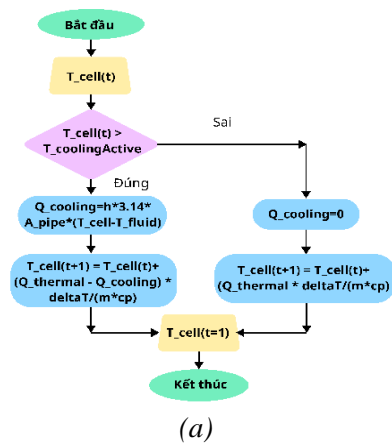 Bắt đầu
T_cell(t)
T_cell(t) >
T_coolingActive
Sai
Đúng
Q_cooling=h*3.14*
A_pipe*(T_cell-T_fluid)
Q_cooling=0
T_cell(t+1) = T_cell(t)+
(Q_thermal - Q_cooling) *
deltaT/(m*cp)
T_cell(t+1) = T_cell(t)+
(Q_thermal * deltaT/(m*cp)
T_cell(t=1)
Kết thúc
(a)